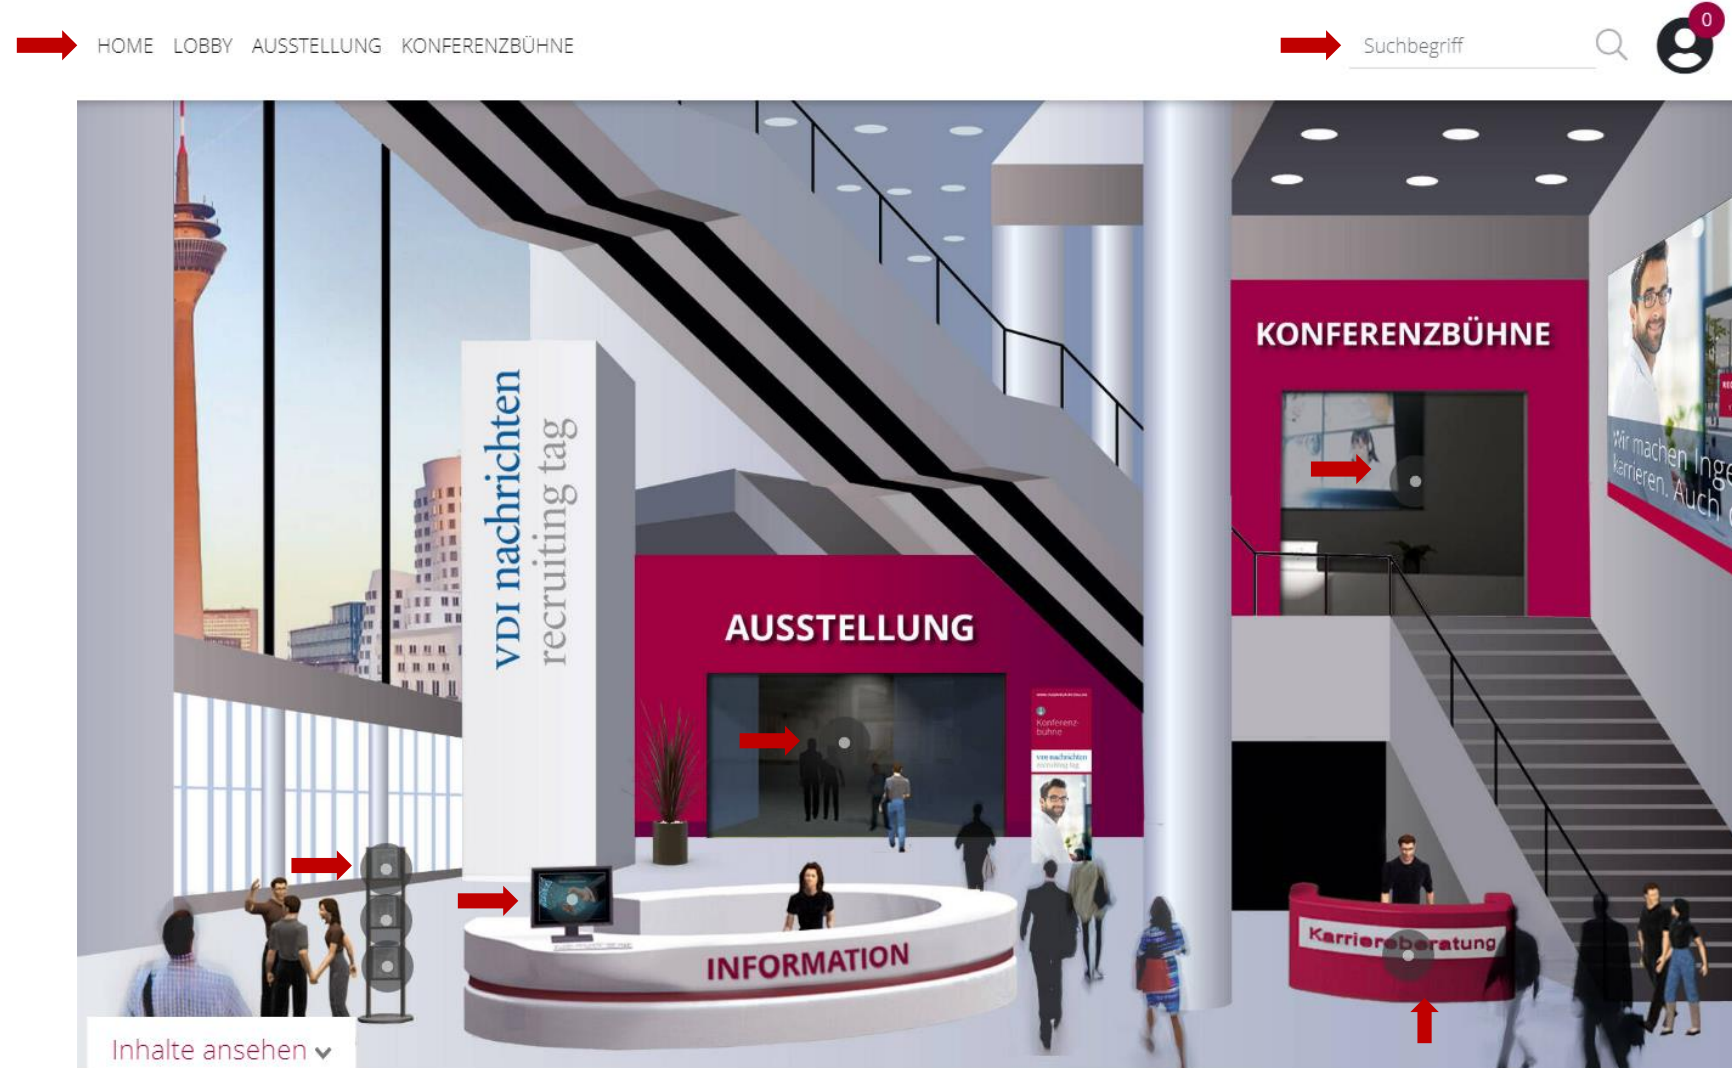 0
HOME LOBBY AUSSTELLUNG KONFERENZBÜHNE
Suchbegriff
KONFERENZBÜHNE
VDI nachrichten
recruiting tag
Wir machen Inge
karrieren. Auch
AUSSTELLUNG
Konferenz-
bühne
VDI nachrichten
recruiting tag
INFORMATION
Karriereberatung
Inhalte ansehen